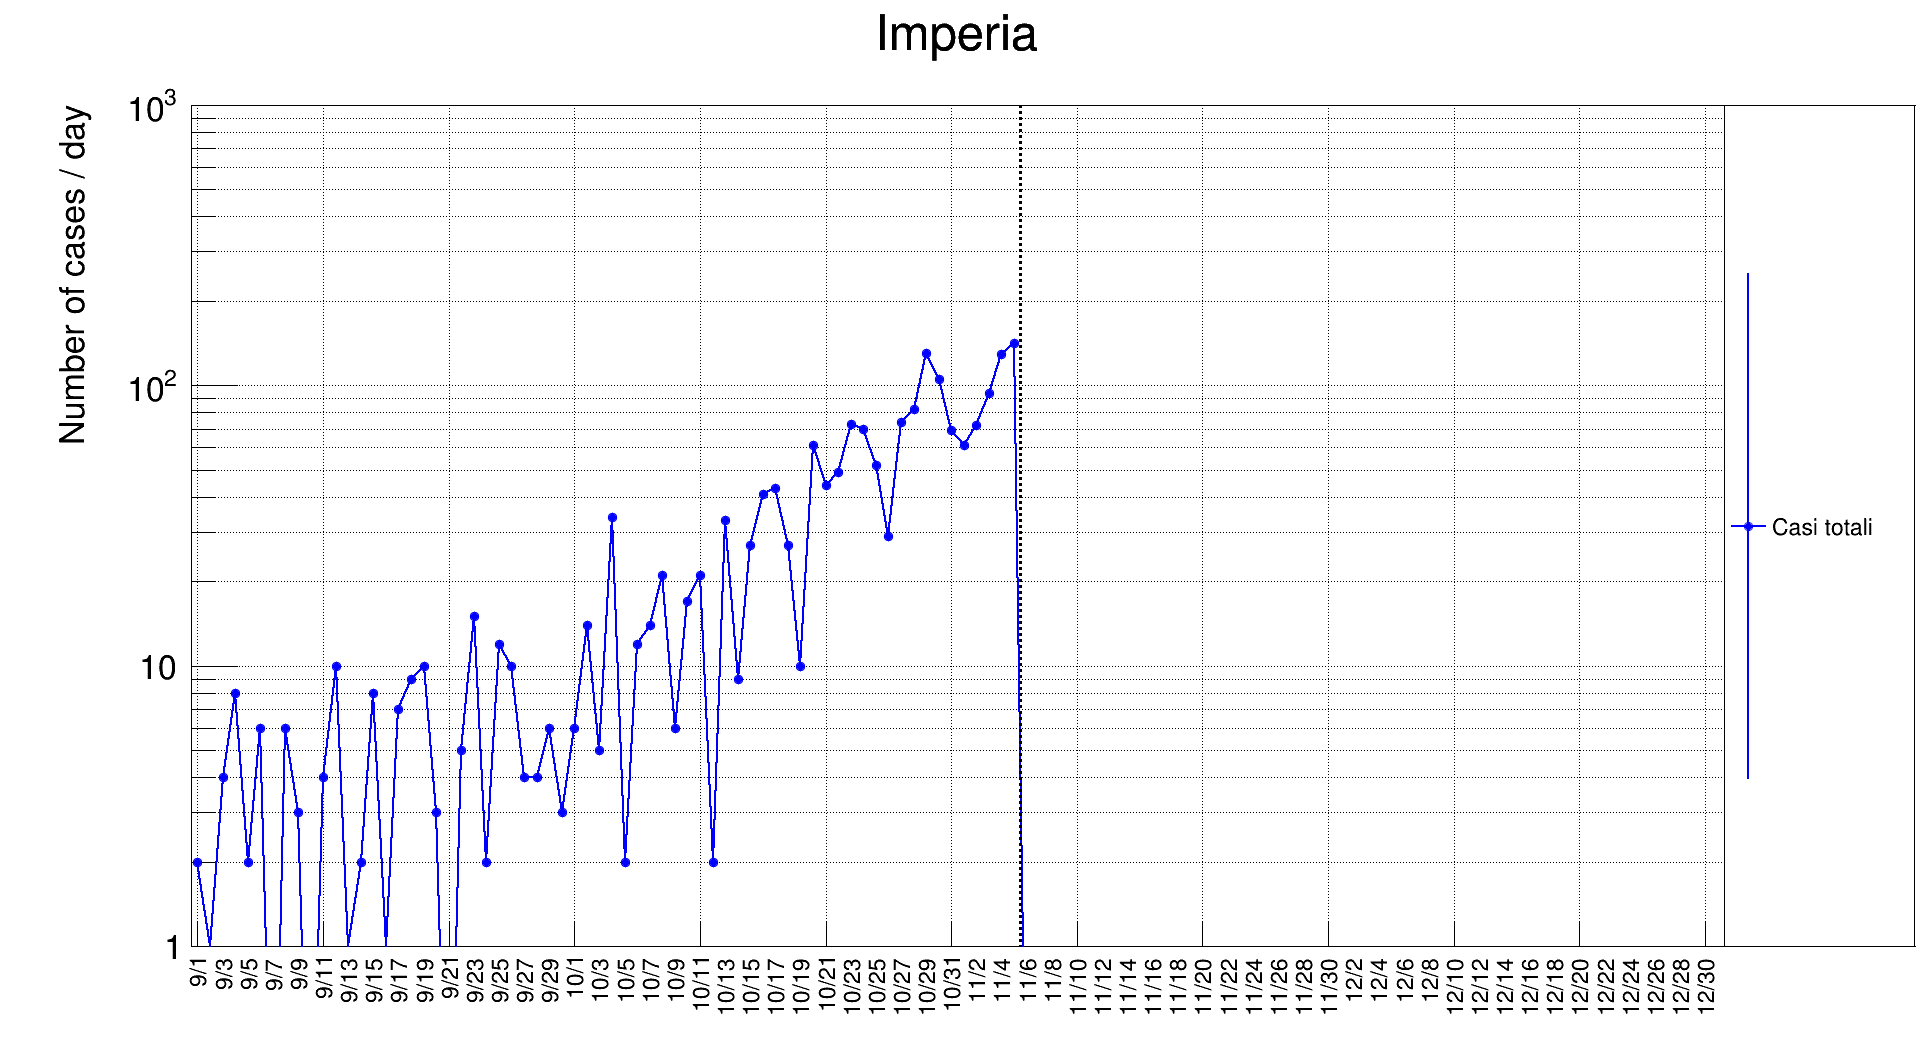 Imperia
Number of cases / day
10³
10²
10
1
9/1 9/3 9/5 9/7 9/9 9/11 9/13 9/15 9/17 9/19 9/21 9/23 9/25 9/27 9/29 10/1 10/3 10/5 10/7 10/9 10/11 10/13 10/15 10/17 10/19 10/21 10/23 10/25 10/27 10/29 10/31 11/2 11/4 11/6 11/8 11/10 11/12 11/14 11/16 11/18 11/20 11/22 11/24 11/26 11/28 11/30 12/2 12/4 12/6 12/8 12/10 12/12 12/14 12/16 12/18 12/20 12/22 12/24 12/26 12/28 12/30
Casi totali